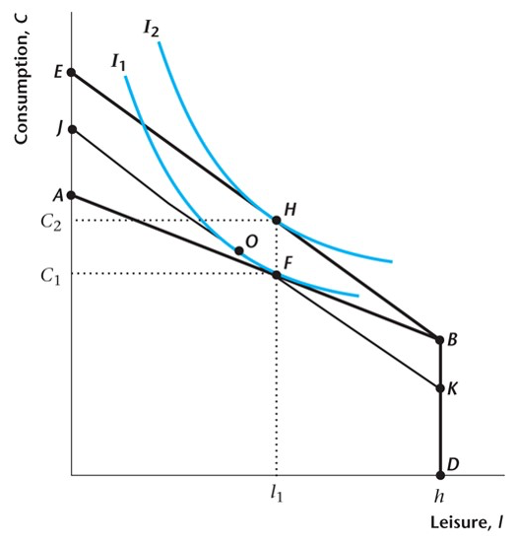 Consumption, C
I₂
I₁
E
J
A
H
C₂
O
F
C₁
B
K
D
l₁
h
Leisure, l